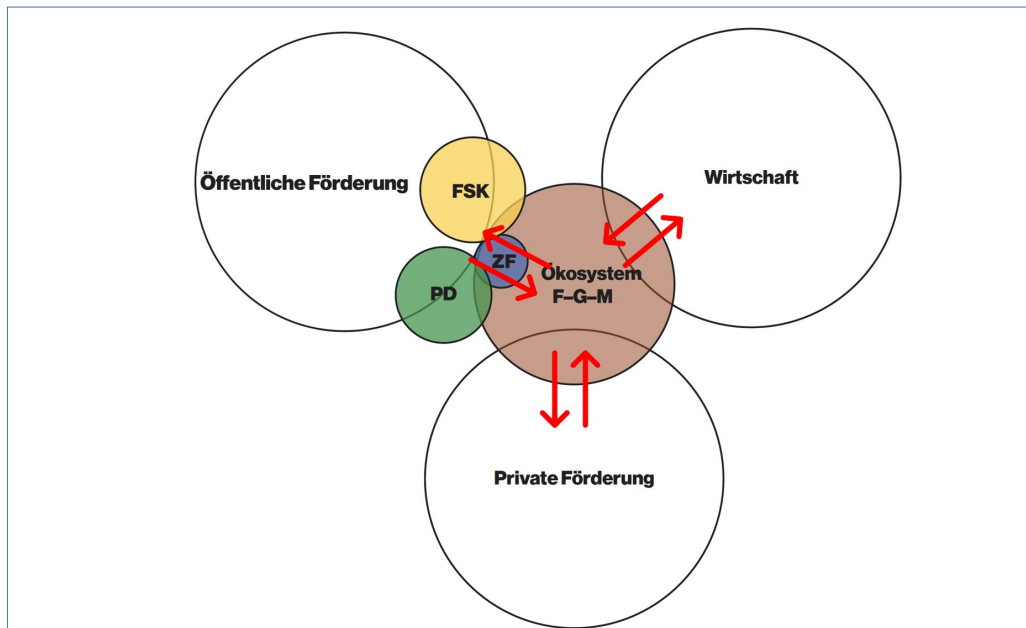 Öffentliche Förderung
FSK
Wirtschaft
ZF
Ökosystem
F–G–M
PD
Private Förderung